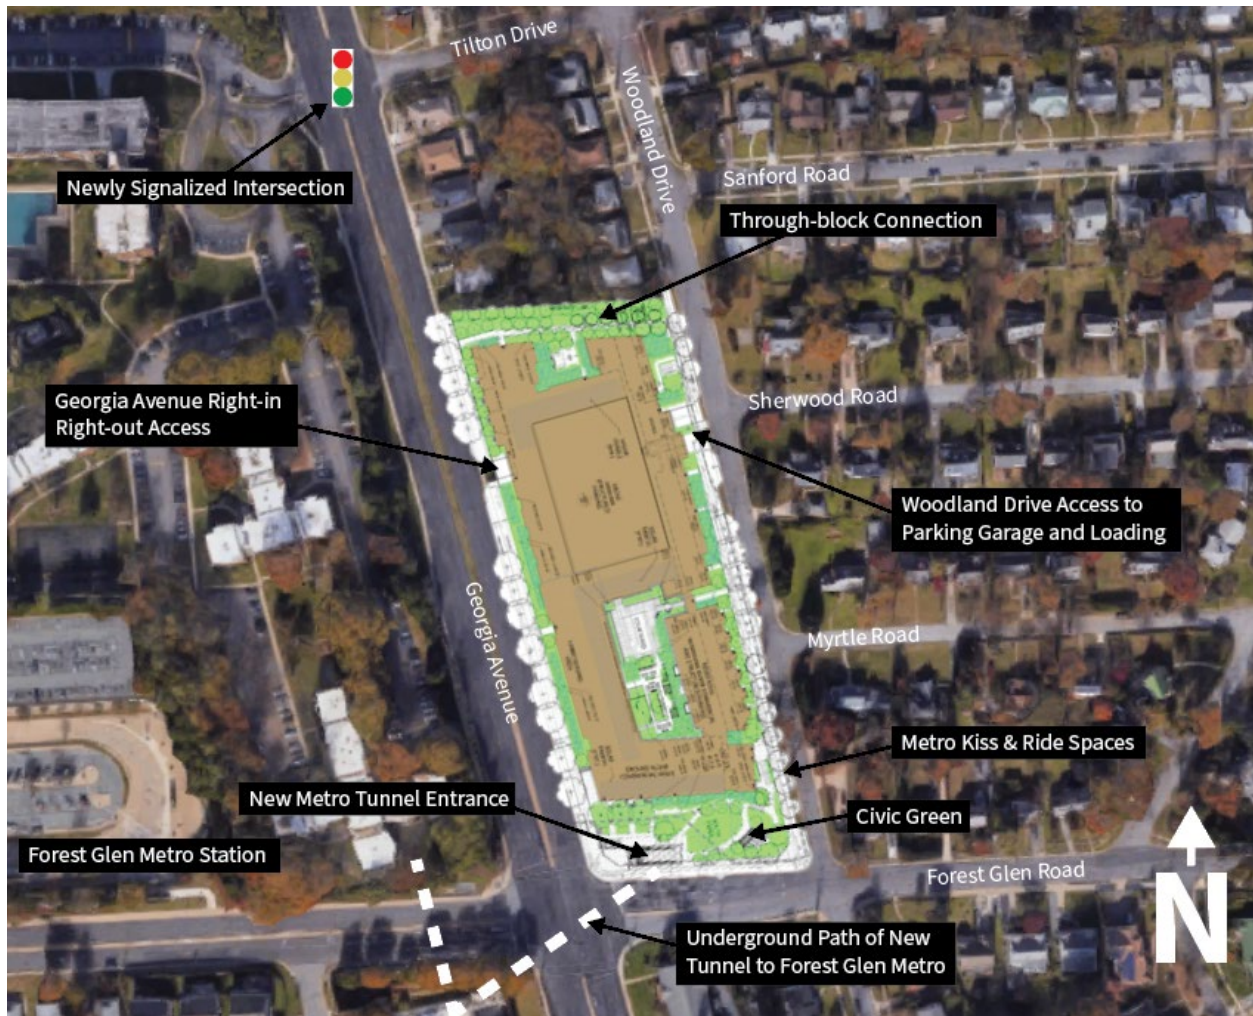 Tilton Drive
Woodland Drive
Newly Signalized Intersection
Sanford Road
Through-block Connection
Georgia Avenue Right-in
Right-out Access
Sherwood Road
Woodland Drive Access to
Parking Garage and Loading
Georgia Avenue
Myrtle Road
Metro Kiss & Ride Spaces
New Metro Tunnel Entrance
Civic Green
Forest Glen Metro Station
Forest Glen Road
N
Underground Path of New
Tunnel to Forest Glen Metro